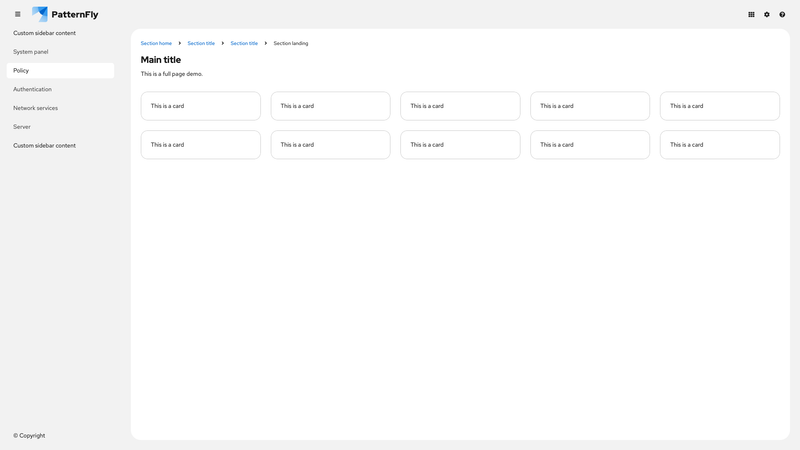 PatternFly
Custom sidebar content
System panel
Policy
Authentication
Network services
Server
Custom sidebar content
© Copyright
Section home Section title Section title Section landing
Main title
This is a full page demo.
This is a card This is a card This is a card This is a card This is a card
This is a card This is a card This is a card This is a card This is a card